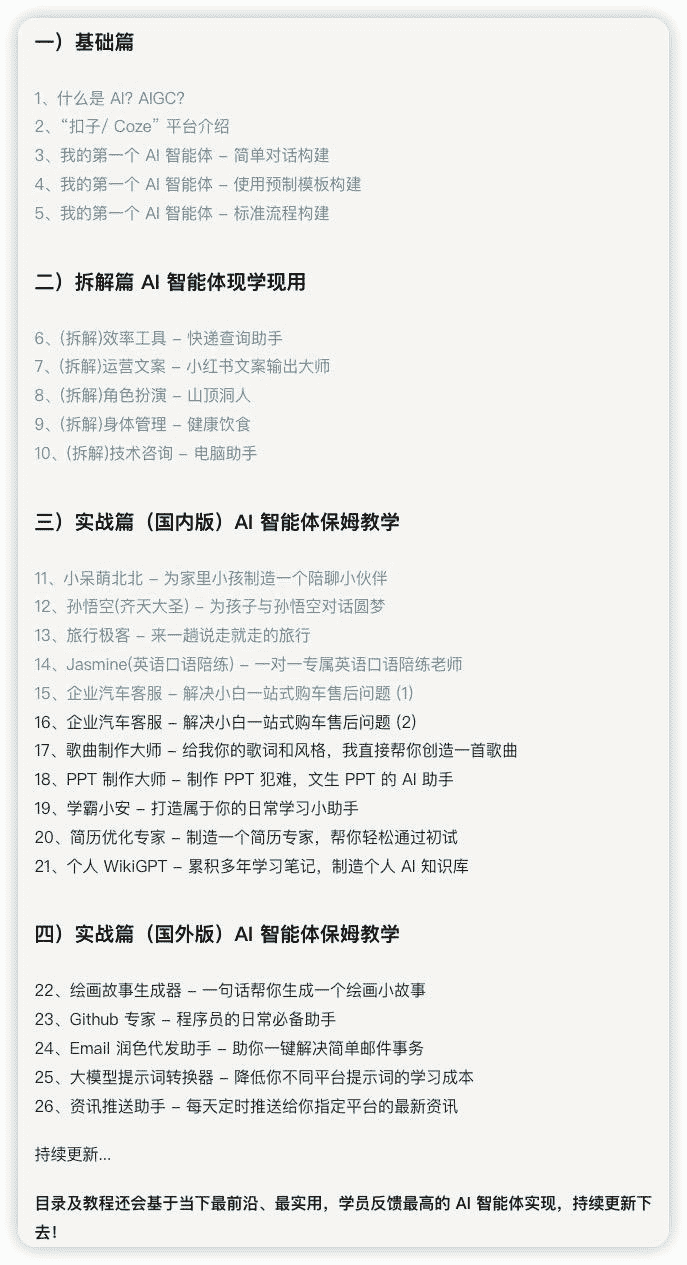 一）基础篇
1、什么是 AI? AIGC?
2、“扣子/ Coze” 平台介绍
3、我的第一个 AI 智能体 – 简单对话构建
4、我的第一个 AI 智能体 – 使用预制模板构建
5、我的第一个 AI 智能体 – 标准流程构建
二）拆解篇 AI 智能体现学现用
6、(拆解)效率工具 – 快递查询助手
7、(拆解)运营文案 – 小红书文案输出大师
8、(拆解)角色扮演 – 山顶洞人
9、(拆解)身体管理 – 健康饮食
10、(拆解)技术咨询 – 电脑助手
三）实战篇（国内版）AI 智能体保姆教学
11、小呆萌北北 – 为家里小孩制造一个陪聊小伙伴
12、孙悟空(齐天大圣) – 为孩子与孙悟空对话圆梦
13、旅行极客 – 来一趟说走就走的旅行
14、Jasmine(英语口语陪练) – 一对一专属英语口语陪练老师
15、企业汽车客服 – 解决小白一站式购车售后问题 (1)
16、企业汽车客服 – 解决小白一站式购车售后问题 (2)
17、歌曲制作大师 – 给我你的歌词和风格，我直接帮你创造一首歌曲
18、PPT 制作大师 – 制作 PPT 犯难，文生 PPT 的 AI 助手
19、学霸小安 – 打造属于你的日常学习小助手
20、简历优化专家 – 制造一个简历专家，帮你轻松通过初试
21、个人 WikiGPT – 累积多年学习笔记，制造个人 AI 知识库
四）实战篇（国外版）AI 智能体保姆教学
22、绘画故事生成器 – 一句话帮你生成一个绘画小故事
23、Github 专家 – 程序员的日常必备助手
24、Email 润色代发助手 – 助你一键解决简单邮件事务
25、大模型提示词转换器 – 降低你不同平台提示词的学习成本
26、资讯推送助手 – 每天定时推送给你指定平台的最新资讯
持续更新...
目录及教程还会基于当下最前沿、最实用，学员反馈最高的 AI 智能体实现，持续更新下
去！